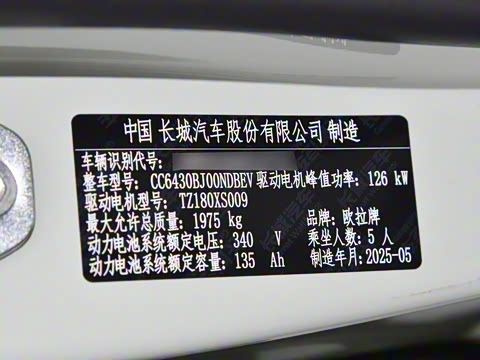 中国 长城汽车股份有限公司 制造
车辆识别代号:
整车型号: CC6430BJ00NDBEV 驱动电机峰值功率: 126 kW
驱动电机型号: TZ180XS009
最大允许总质量: 1975 kg 品牌: 欧拉牌
动力电池系统额定电压: 340 V 乘坐人数: 5 人
动力电池系统额定容量: 135 Ah 制造年月: 2025-05